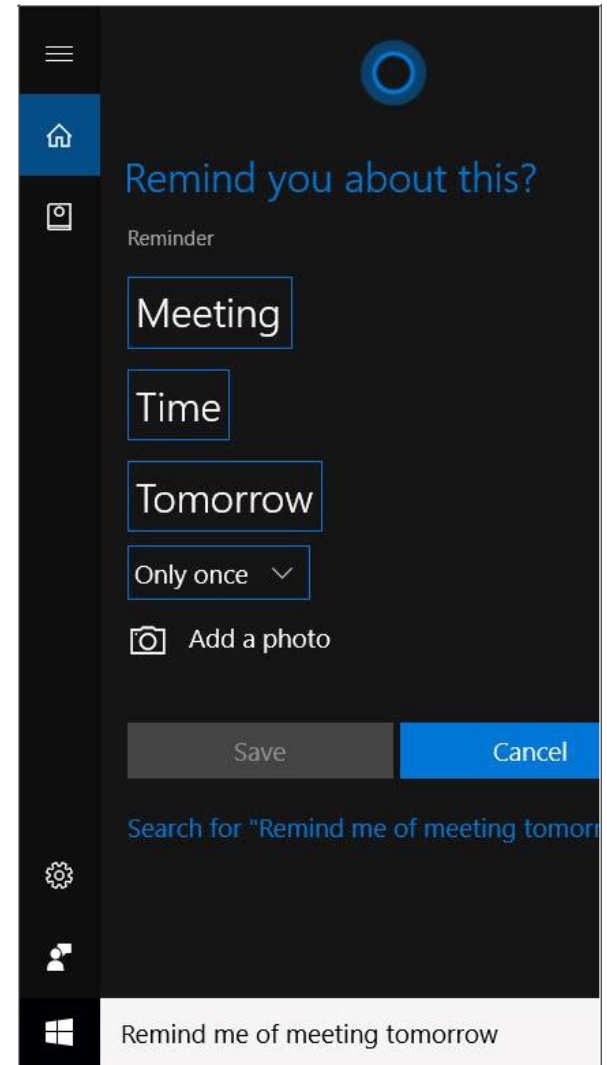 Remind you about this?
Reminder
Meeting
Time
Tomorrow
Only once
Add a photo
Save
Cancel
Search for "Remind me of meeting
Remind me of meeting tomorrow